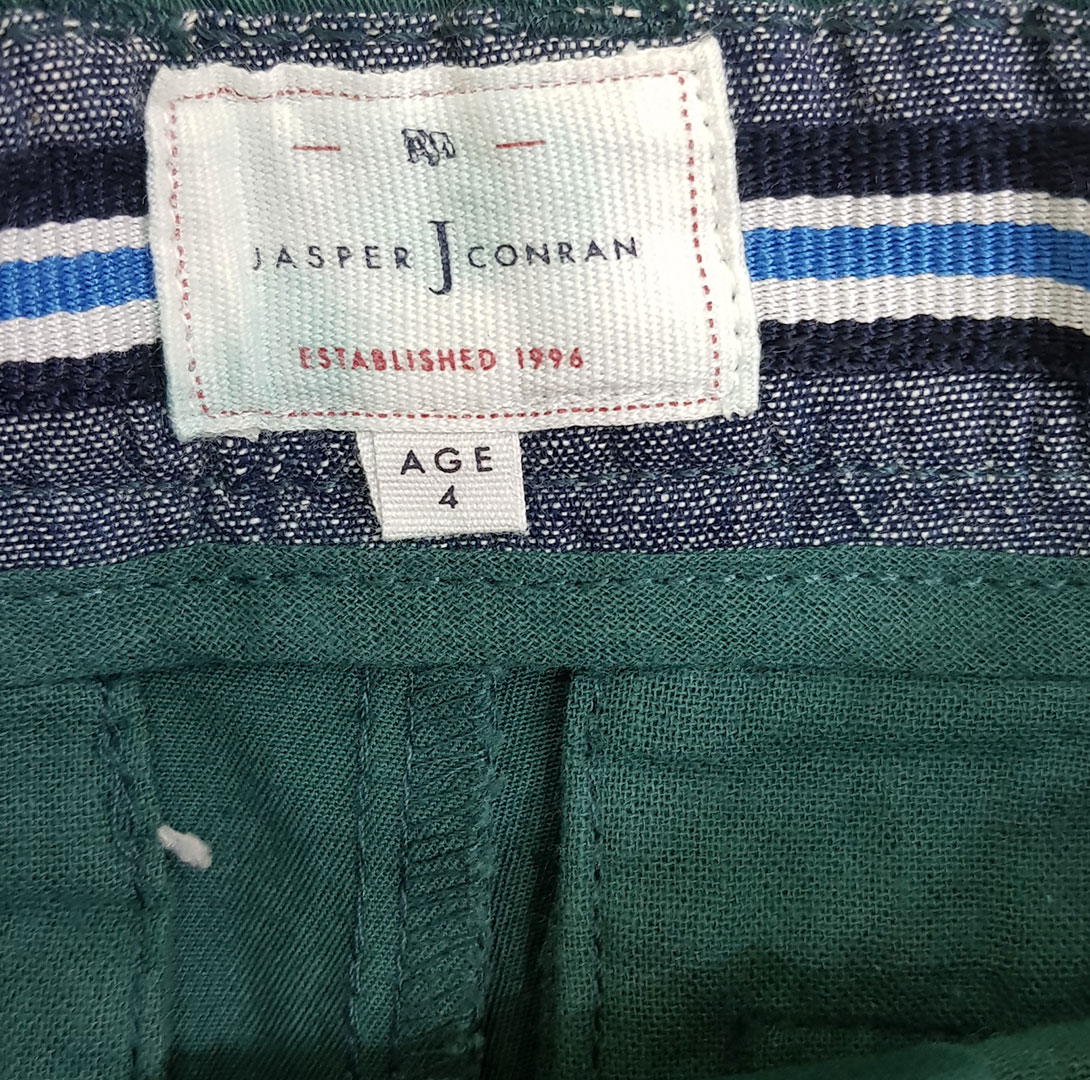 JASPER J CONRAN
ESTABLISHED 1996
AGE
4